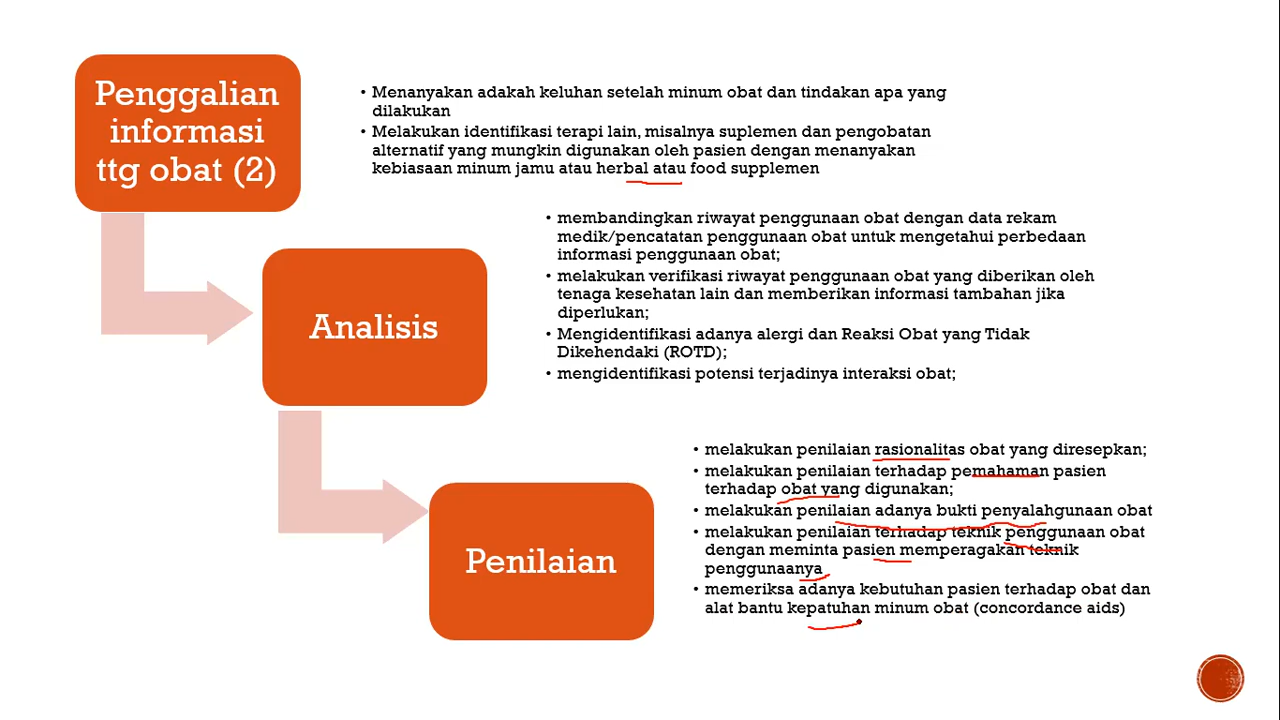 Penggalian
informasi
ttg obat (2)
• Menanyakan adakah keluhan setelah minum obat dan tindakan apa yang
dilakukan
• Melakukan identifikasi terapi lain, misalnya suplemen dan pengobatan
alternatif yang mungkin digunakan oleh pasien dengan menanyakan
kebiasaan minum jamu atau herbal atau food supplemen
Analisis
• membandingkan riwayat penggunaan obat dengan data rekam
medik/pencatatan penggunaan obat untuk mengetahui perbedaan
informasi penggunaan obat;
• melakukan verifikasi riwayat penggunaan obat yang diberikan oleh
tenaga kesehatan lain dan memberikan informasi tambahan jika
diperlukan;
• Mengidentifikasi adanya alergi dan Reaksi Obat yang Tidak
Dikehendaki (ROTD);
• mengidentifikasi potensi terjadinya interaksi obat;
Penilaian
• melakukan penilaian rasionalitas obat yang diresepkan;
• melakukan penilaian terhadap pemahaman pasien
terhadap obat yang digunakan;
• melakukan penilaian adanya bukti penyalahgunaan obat
• melakukan penilaian terhadap teknik penggunaan obat
dengan meminta pasien memperagakan teknik
penggunaanya
• memeriksa adanya kebutuhan pasien terhadap obat dan
alat bantu kepatuhan minum obat (concordance aids)